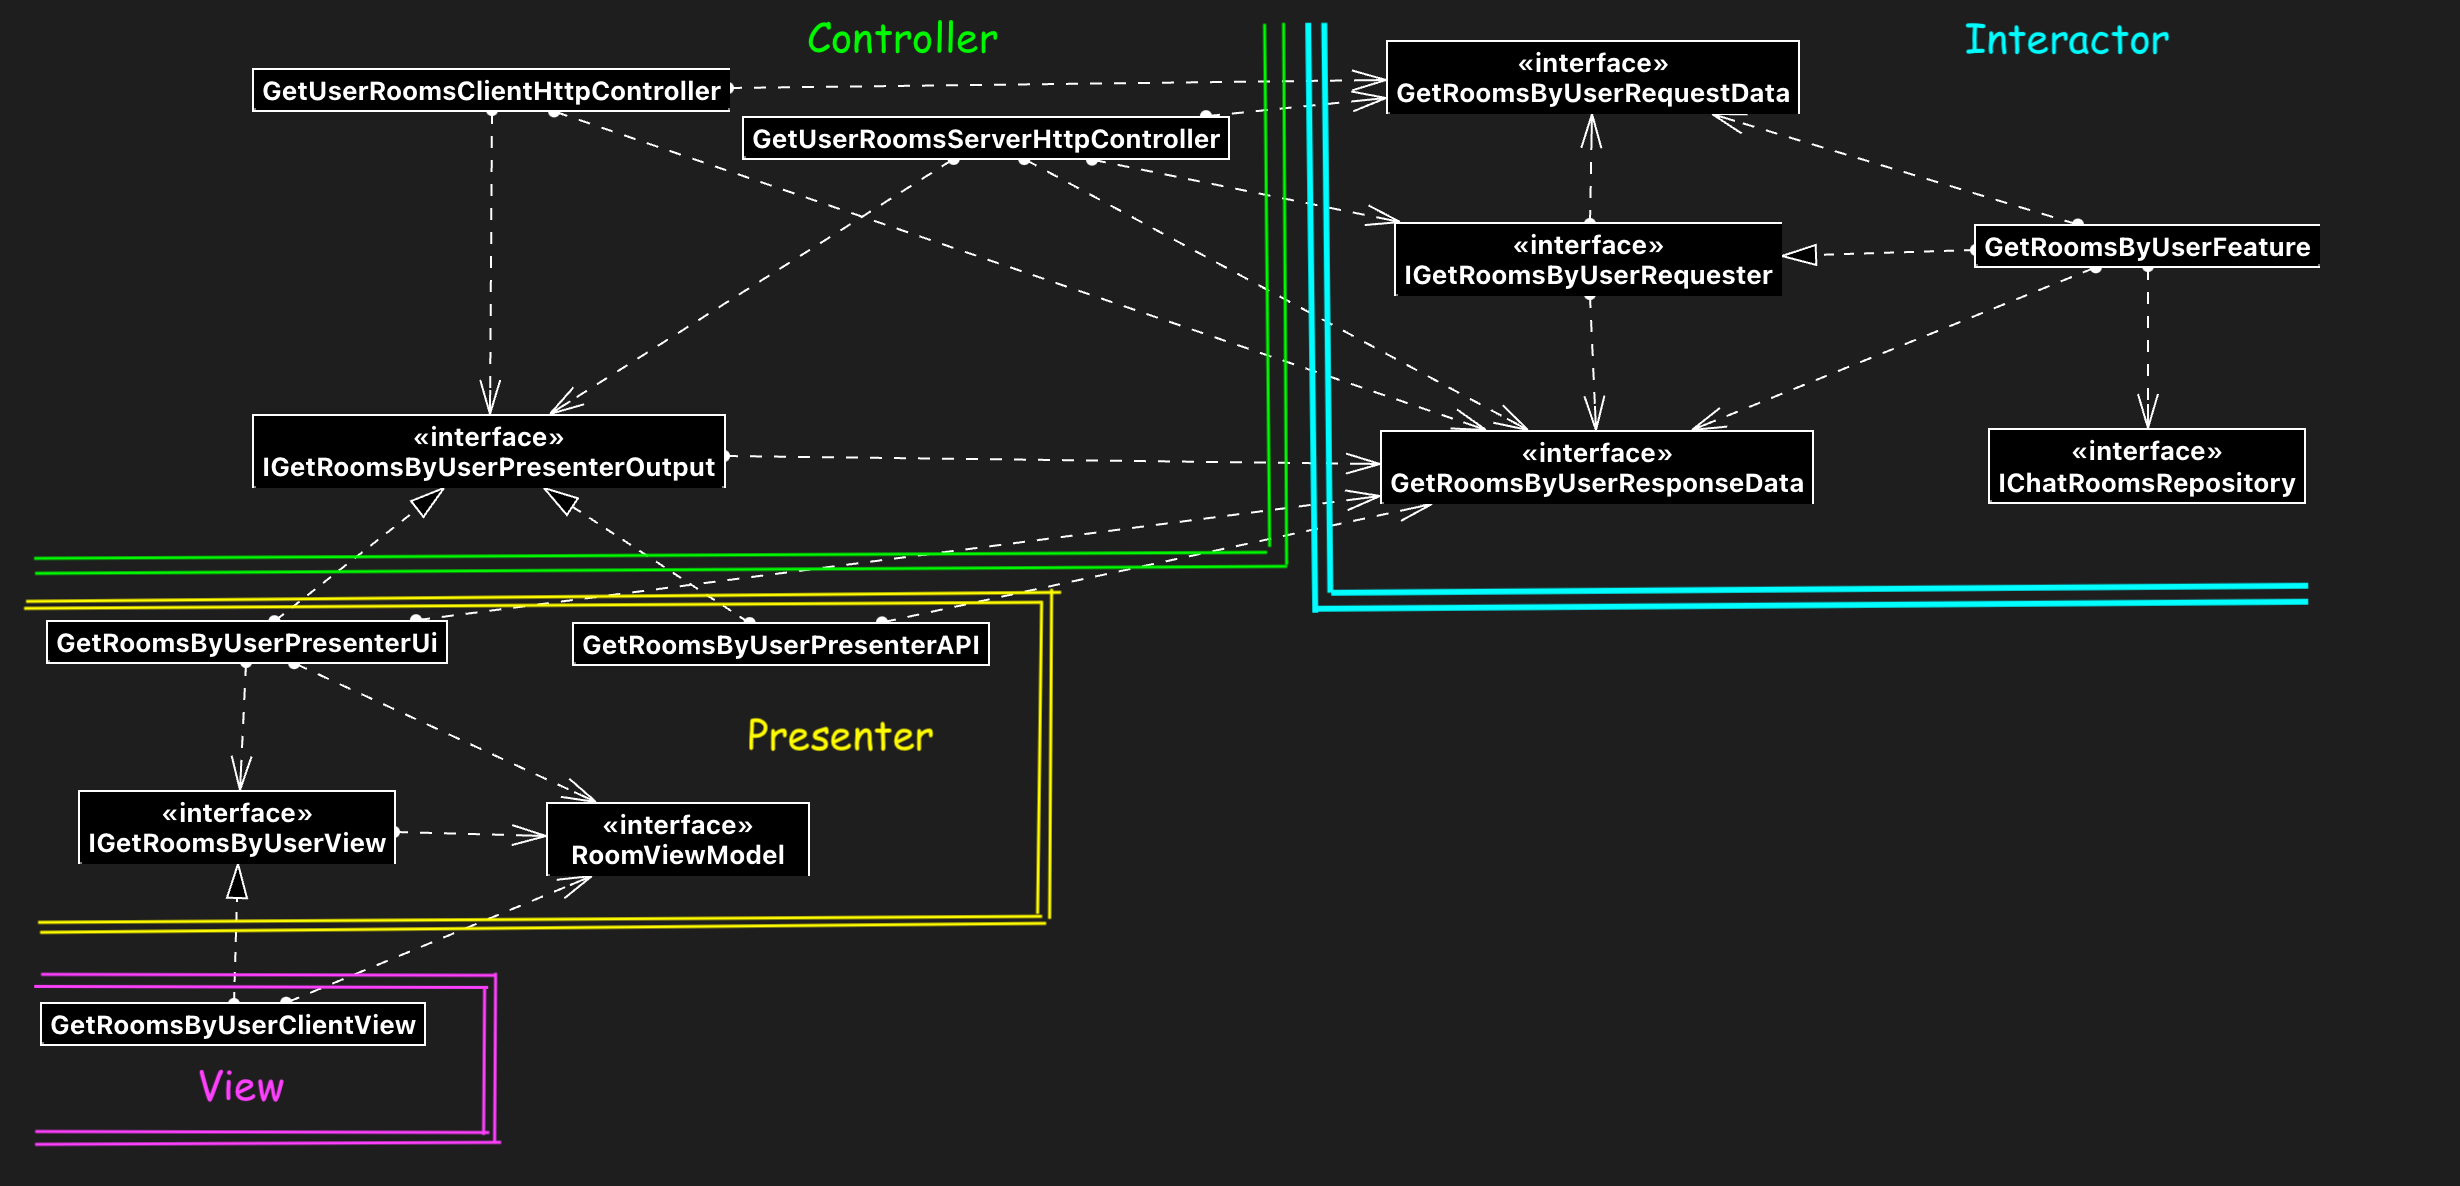 Controller
Interactor
GetUserRoomsClientHttpController
GetUserRoomsServerHttpController
«interface»
GetRoomsByUserRequestData
«interface»
IGetRoomsByUserRequester
GetRoomsByUserFeature
«interface»
IGetRoomsByUserPresenterOutput
«interface»
GetRoomsByUserResponseData
«interface»
IChatRoomsRepository
GetRoomsByUserPresenterUi
GetRoomsByUserPresenterAPI
Presenter
«interface»
IGetRoomsByUserView
«interface»
RoomViewModel
GetRoomsByUserClientView
View